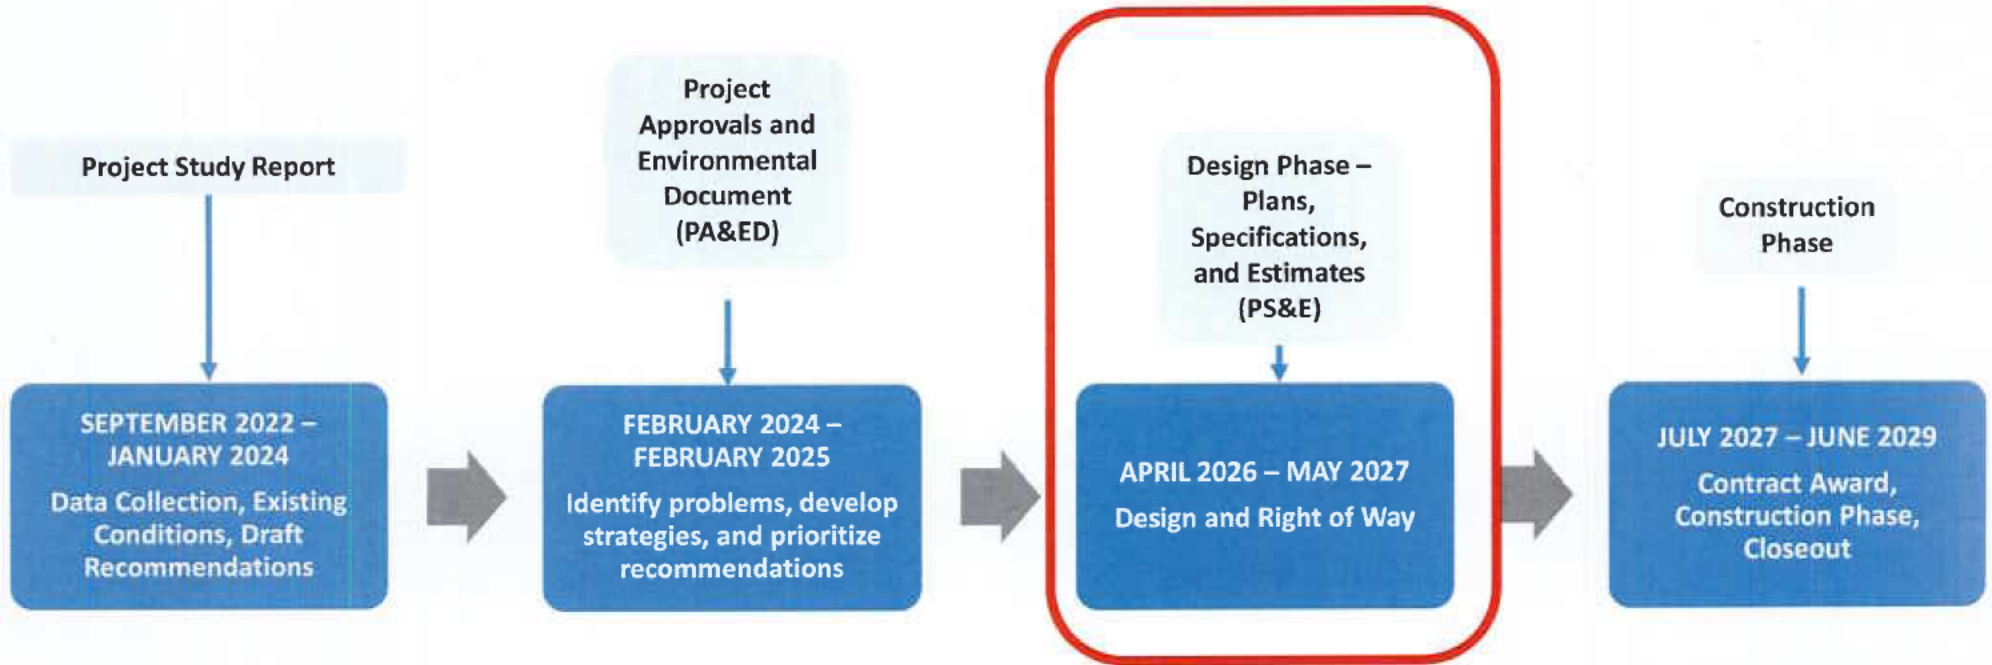 Project Study Report
SEPTEMBER 2022 –
JANUARY 2024
Data Collection, Existing
Conditions, Draft
Recommendations
Project
Approvals and
Environmental
Document
(PA&ED)
FEBRUARY 2024 –
FEBRUARY 2025
Identify problems, develop
strategies, and prioritize
recommendations
Design Phase –
Plans,
Specifications,
and Estimates
(PS&E)
APRIL 2026 – MAY 2027
Design and Right of Way
Construction
Phase
JULY 2027 – JUNE 2029
Contract Award,
Construction Phase,
Closeout